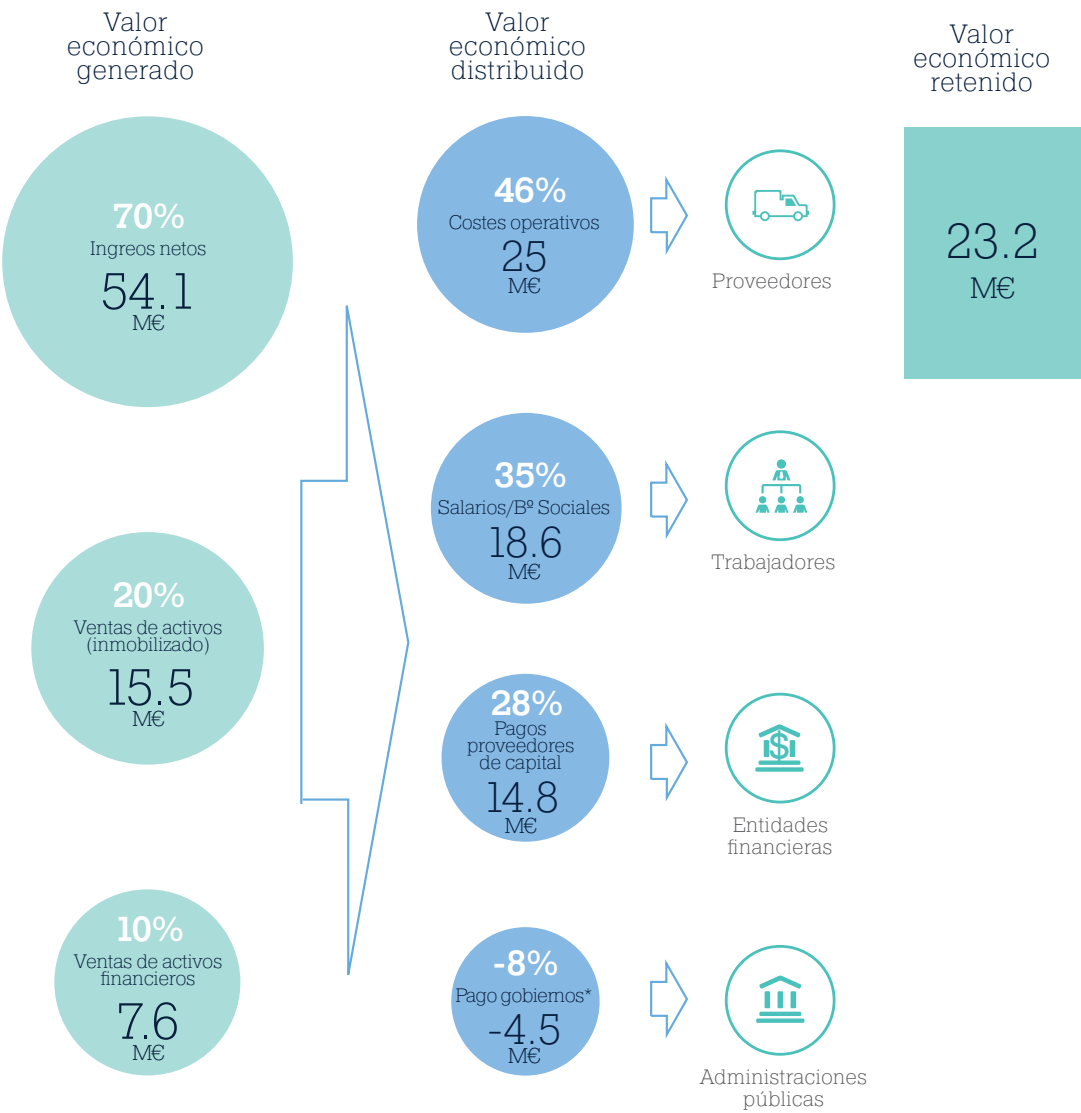 Valor
económico
generado
70%
Ingreos netos
54.1
M€
20%
Ventas de activos
(inmobilizado)
15.5
M€
10%
Ventas de activos
financieros
7.6
M€
Valor
económico
distribuido
46%
Costes operativos
25
M€
Proveedores
35%
Salarios/Bº Sociales
18.6
M€
Trabajadores
28%
Pagos
proveedores
de capital
14.8
M€
Entidades
financieras
-8%
Pago gobiernos*
-4.5
M€
Administraciones
públicas
Valor
económico
retenido
23.2
M€